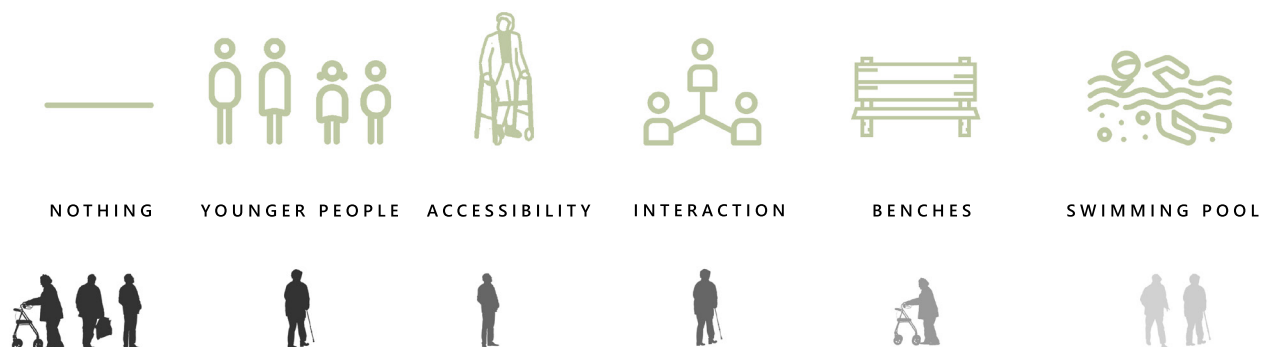 NOTHING
YOUNGER PEOPLE
ACCESSIBILITY
INTERACTION
BENCHES
SWIMMING POOL